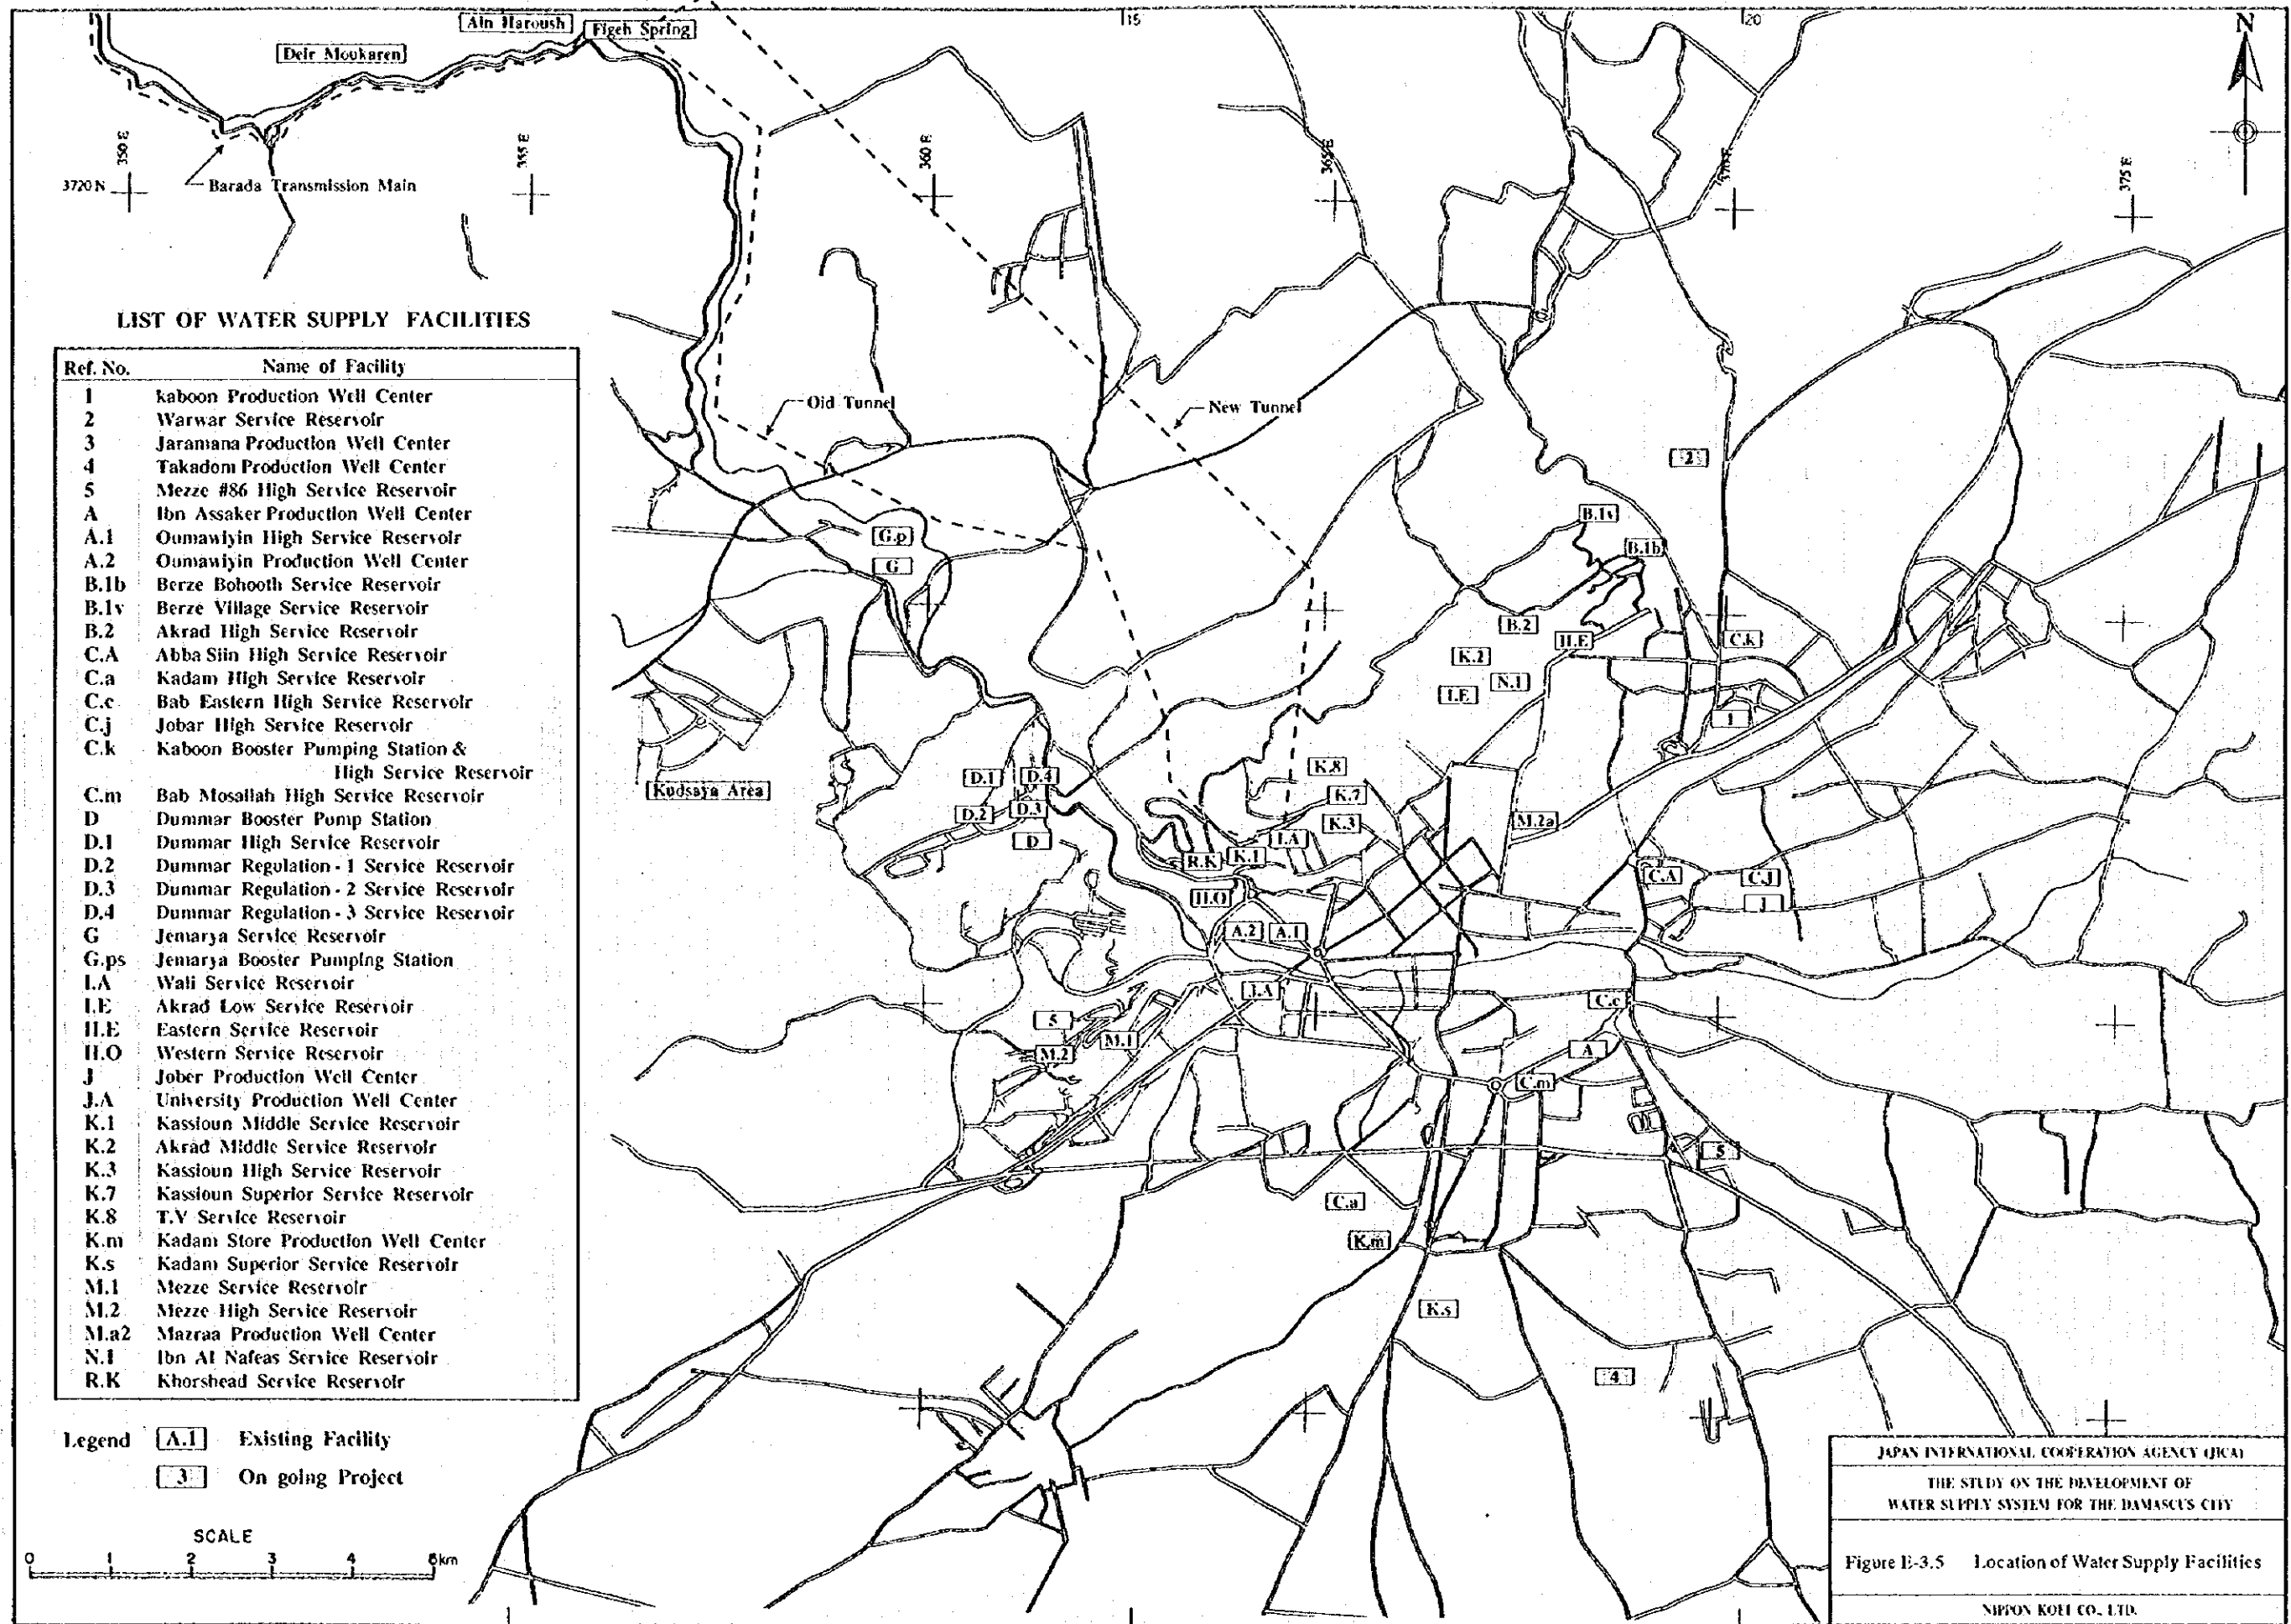 Ain Haroush
Figeh Spring
Deir Moukaren
15
20
N
350 E
355 E
360 E
365 E
370 E
375 E
3720 N
Barada Transmission Main
LIST OF WATER SUPPLY FACILITIES
Ref. No. Name of Facility
1 kaboon Production Well Center
2 Warwar Service Reservoir
3 Jaramana Production Well Center
4 Takadom Production Well Center
5 Mezze #86 High Service Reservoir
A Ibn Assaker Production Well Center
A.1 Oumawiyin High Service Reservoir
A.2 Oumawiyin Production Well Center
B.1b Berze Bohooth Service Reservoir
B.1v Berze Village Service Reservoir
B.2 Akrad High Service Reservoir
C.A Abba Siin High Service Reservoir
C.a Kadam High Service Reservoir
C.c Bab Eastern High Service Reservoir
C.j Jobar High Service Reservoir
C.k Kaboon Booster Pumping Station &
High Service Reservoir
C.m Bab Mosallah High Service Reservoir
D Dummar Booster Pump Station
D.1 Dummar High Service Reservoir
D.2 Dummar Regulation - 1 Service Reservoir
D.3 Dummar Regulation - 2 Service Reservoir
D.4 Dummar Regulation - 3 Service Reservoir
G Jemarya Service Reservoir
G.ps Jemarya Booster Pumping Station
I.A Wali Service Reservoir
I.E Akrad Low Service Reservoir
II.E Eastern Service Reservoir
II.O Western Service Reservoir
J Jober Production Well Center
J.A University Production Well Center
K.1 Kassioun Middle Service Reservoir
K.2 Akrad Middle Service Reservoir
K.3 Kassioun High Service Reservoir
K.7 Kassioun Superior Service Reservoir
K.8 T.V Service Reservoir
K.m Kadam Store Production Well Center
K.s Kadam Superior Service Reservoir
M.1 Mezze Service Reservoir
M.2 Mezze High Service Reservoir
M.a2 Mazraa Production Well Center
N.1 Ibn Al Nafeas Service Reservoir
R.K Khorshead Service Reservoir
Legend A.1 Existing Facility
3 On going Project
SCALE
0 1 2 3 4 5km
Oid Tunnel
New Tunnel
2
B.1v
G.p
B.1b
G
B.2
II.E
C.k
K.2
I.E
N.1
1
Kudsaya Area
D.1
D.4
K.8
K.7
D.2
D.3
K.3
M.2a
D
I.A
R.K
K.1
C.A
C.J
II.O
J
A.2
A.1
J.A
C.c
5
M.1
M.2
A
C.m
5
C.a
K.m
K.s
4
JAPAN INTERNATIONAL COOPERATION AGENCY (JICA)
THE STUDY ON THE DEVELOPMENT OF
WATER SUPPLY SYSTEM FOR THE DAMASCUS CITY
Figure E-3.5 Location of Water Supply Facilities
NIPPON KOEI CO., LTD.